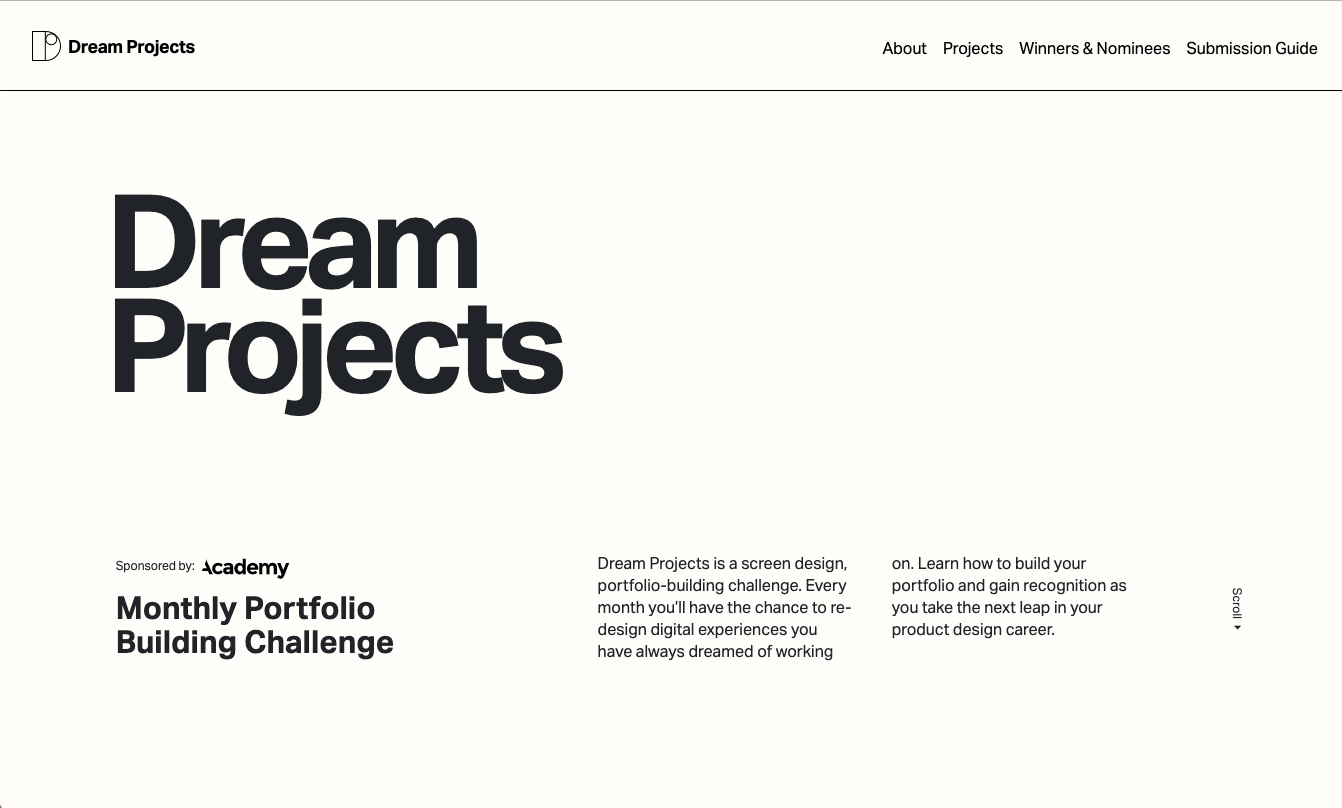 Dream Projects
About Projects Winners & Nominees Submission Guide
Dream
Projects
Sponsored by: Academy
Monthly Portfolio
Building Challenge
Dream Projects is a screen design,
portfolio-building challenge. Every
month you’ll have the chance to re-
design digital experiences you
have always dreamed of working
on. Learn how to build your
portfolio and gain recognition as
you take the next leap in your
product design career.
Scroll